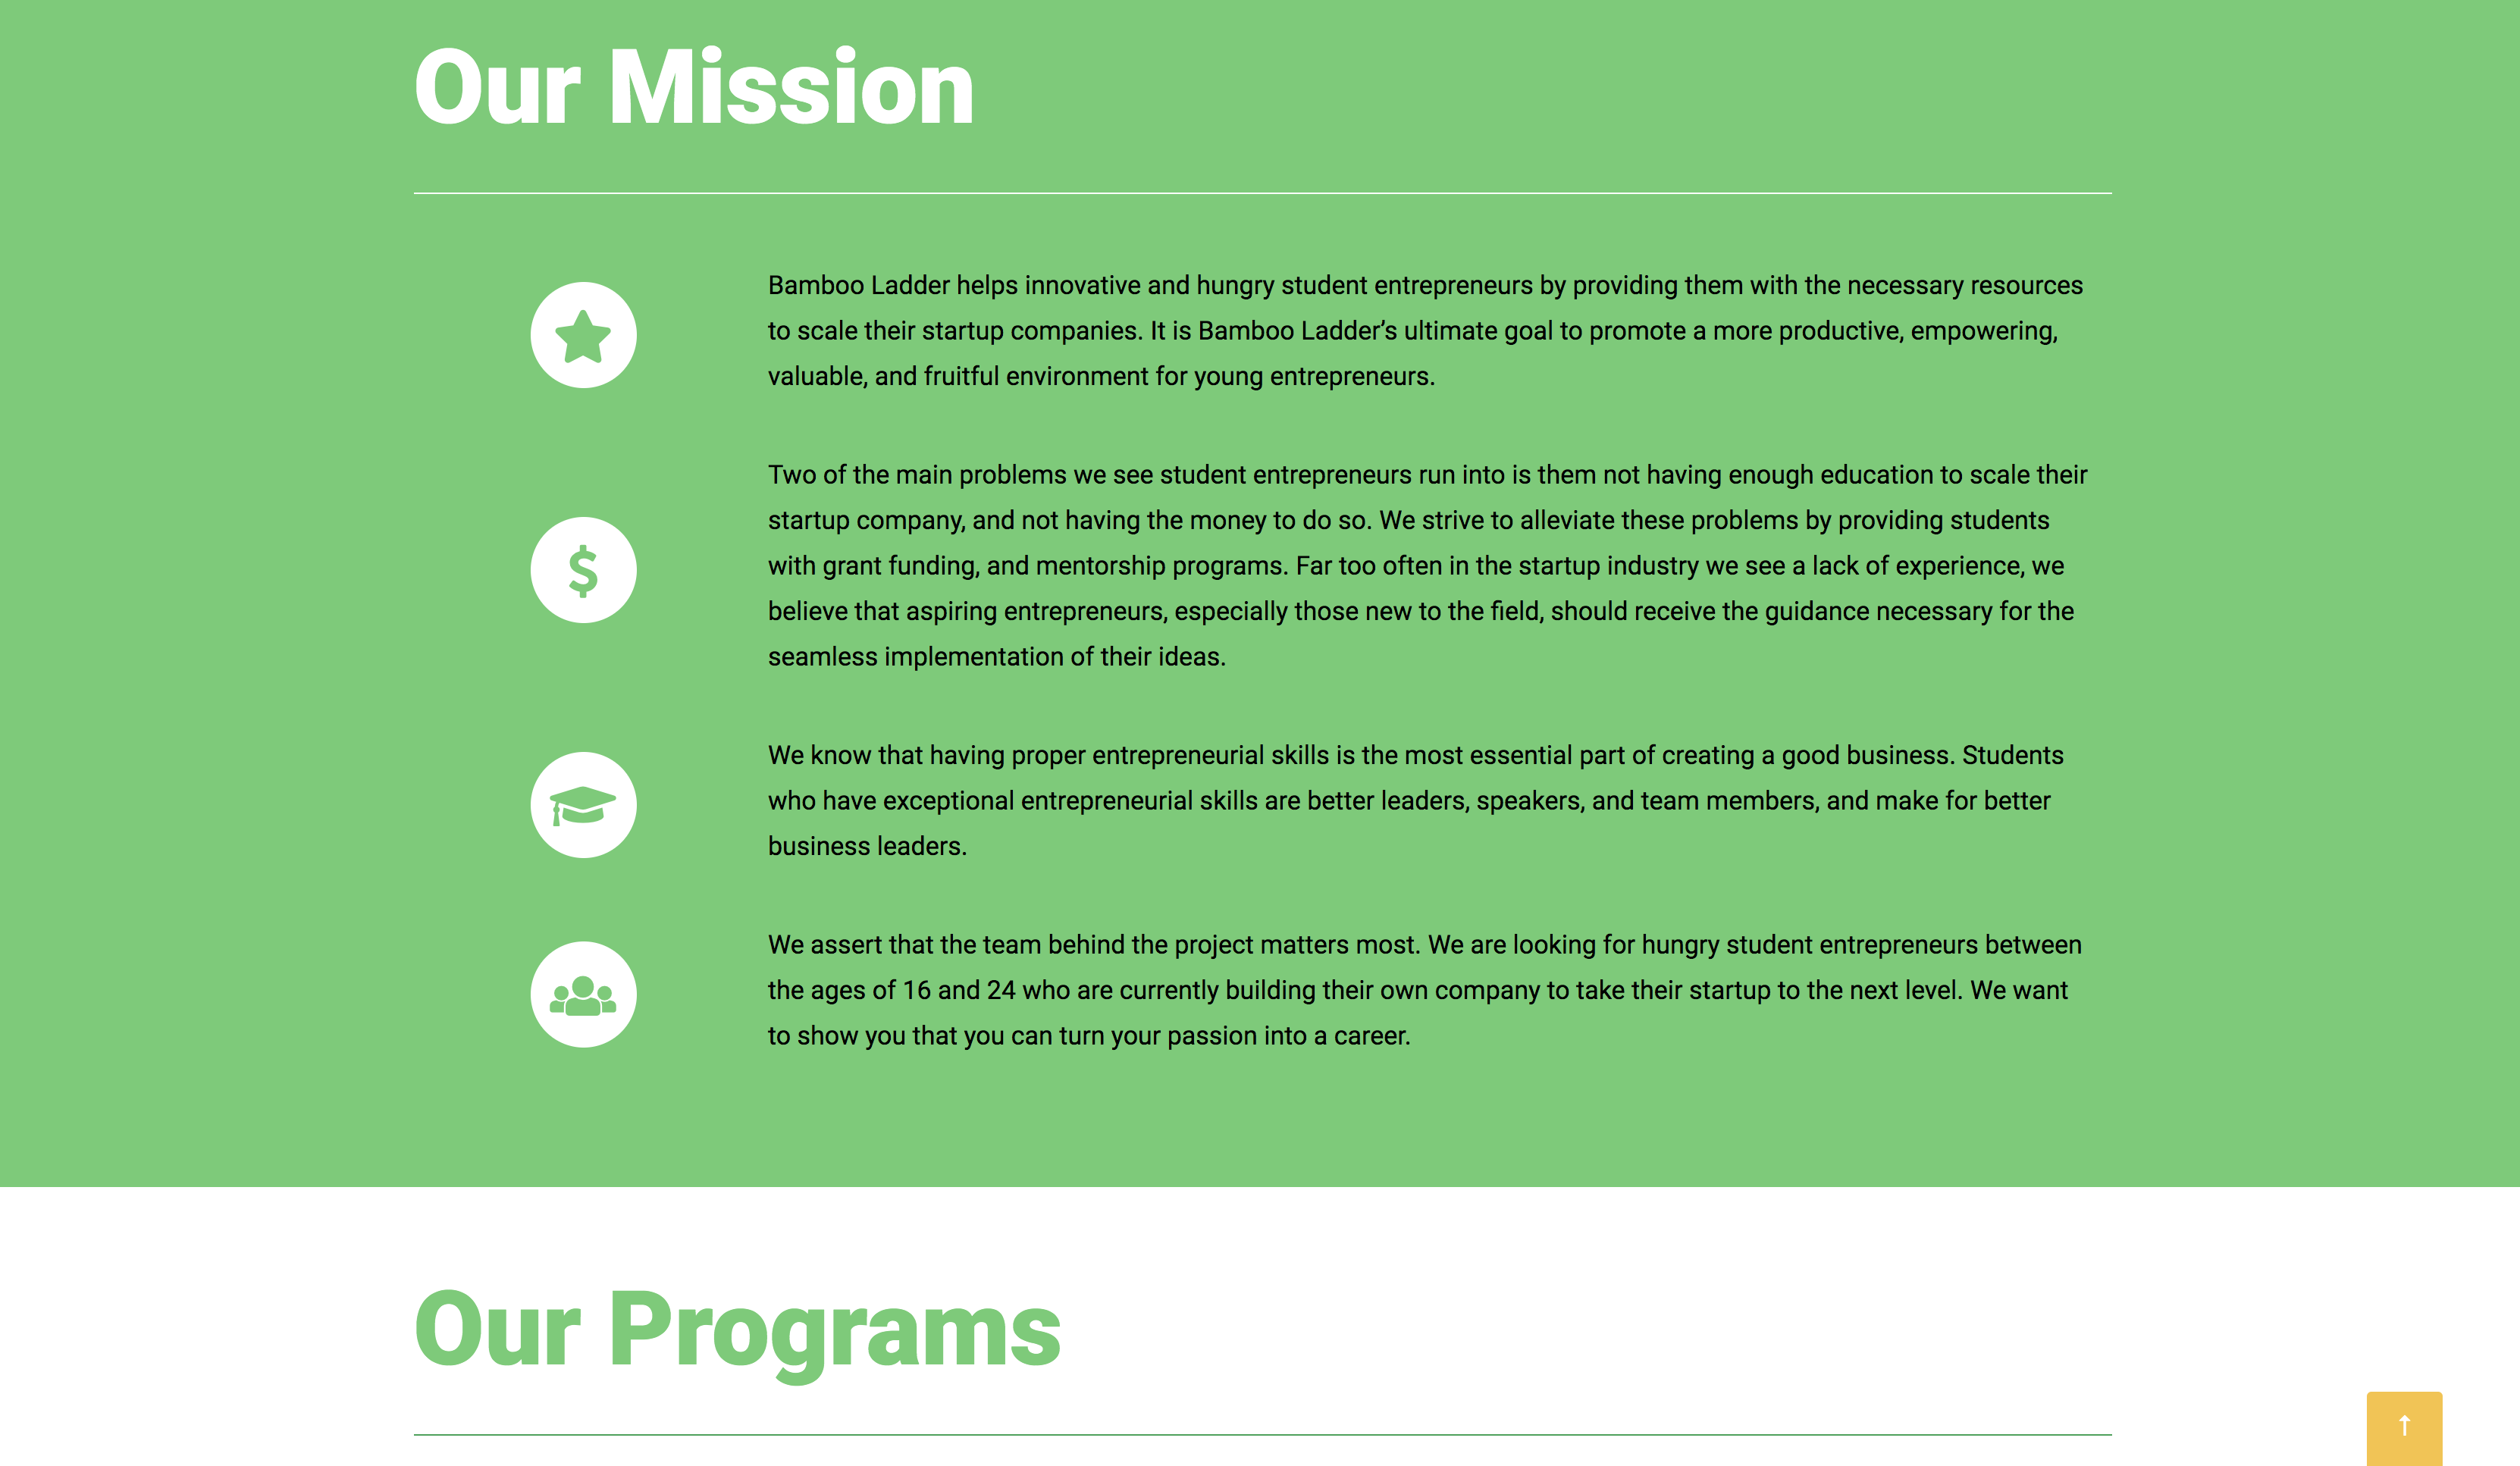 Our Mission
Bamboo Ladder helps innovative and hungry student entrepreneurs by providing them with the necessary resources
to scale their startup companies. It is Bamboo Ladder’s ultimate goal to promote a more productive, empowering,
valuable, and fruitful environment for young entrepreneurs.
Two of the main problems we see student entrepreneurs run into is them not having enough education to scale their
startup company, and not having the money to do so. We strive to alleviate these problems by providing students
with grant funding, and mentorship programs. Far too often in the startup industry we see a lack of experience, we
believe that aspiring entrepreneurs, especially those new to the field, should receive the guidance necessary for the
seamless implementation of their ideas.
We know that having proper entrepreneurial skills is the most essential part of creating a good business. Students
who have exceptional entrepreneurial skills are better leaders, speakers, and team members, and make for better
business leaders.
We assert that the team behind the project matters most. We are looking for hungry student entrepreneurs between
the ages of 16 and 24 who are currently building their own company to take their startup to the next level. We want
to show you that you can turn your passion into a career.
Our Programs